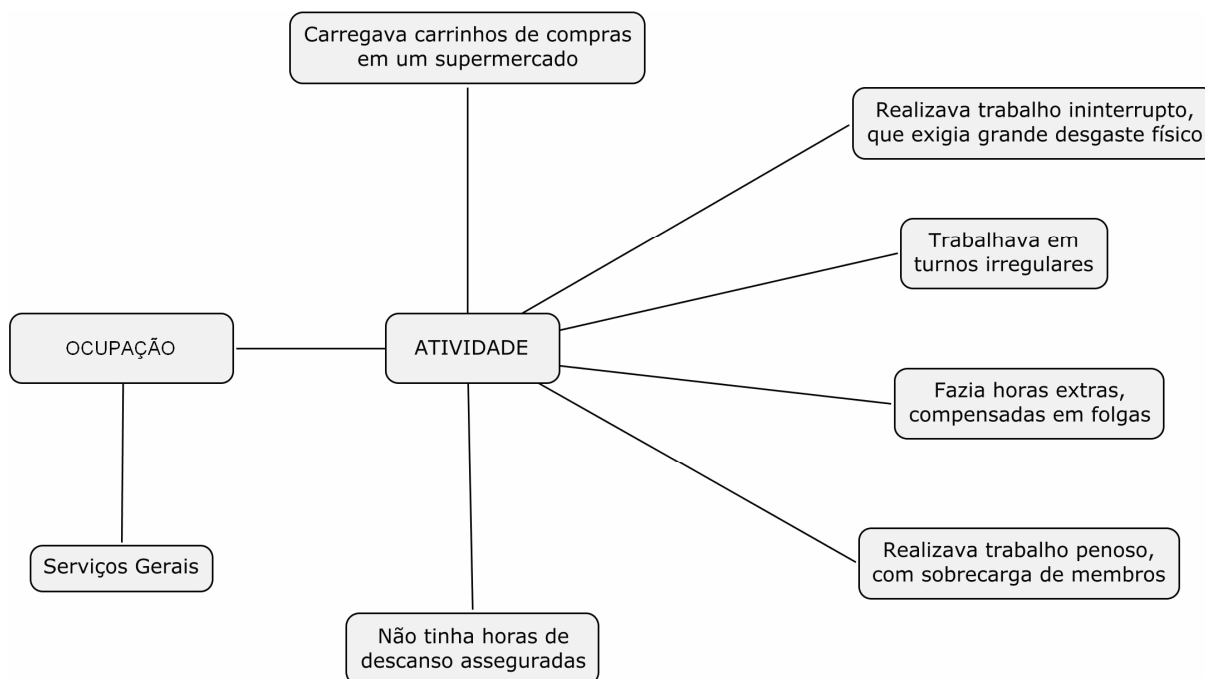 Carregava carrinhos de compras
em um supermercado
Realizava trabalho ininterrupto,
que exigia grande desgaste físico
Trabalhava em
turnos irregulares
OCUPAÇÃO
ATIVIDADE
Fazia horas extras,
compensadas em folgas
Serviços Gerais
Realizava trabalho penoso,
com sobrecarga de membros
Não tinha horas de
descanso asseguradas